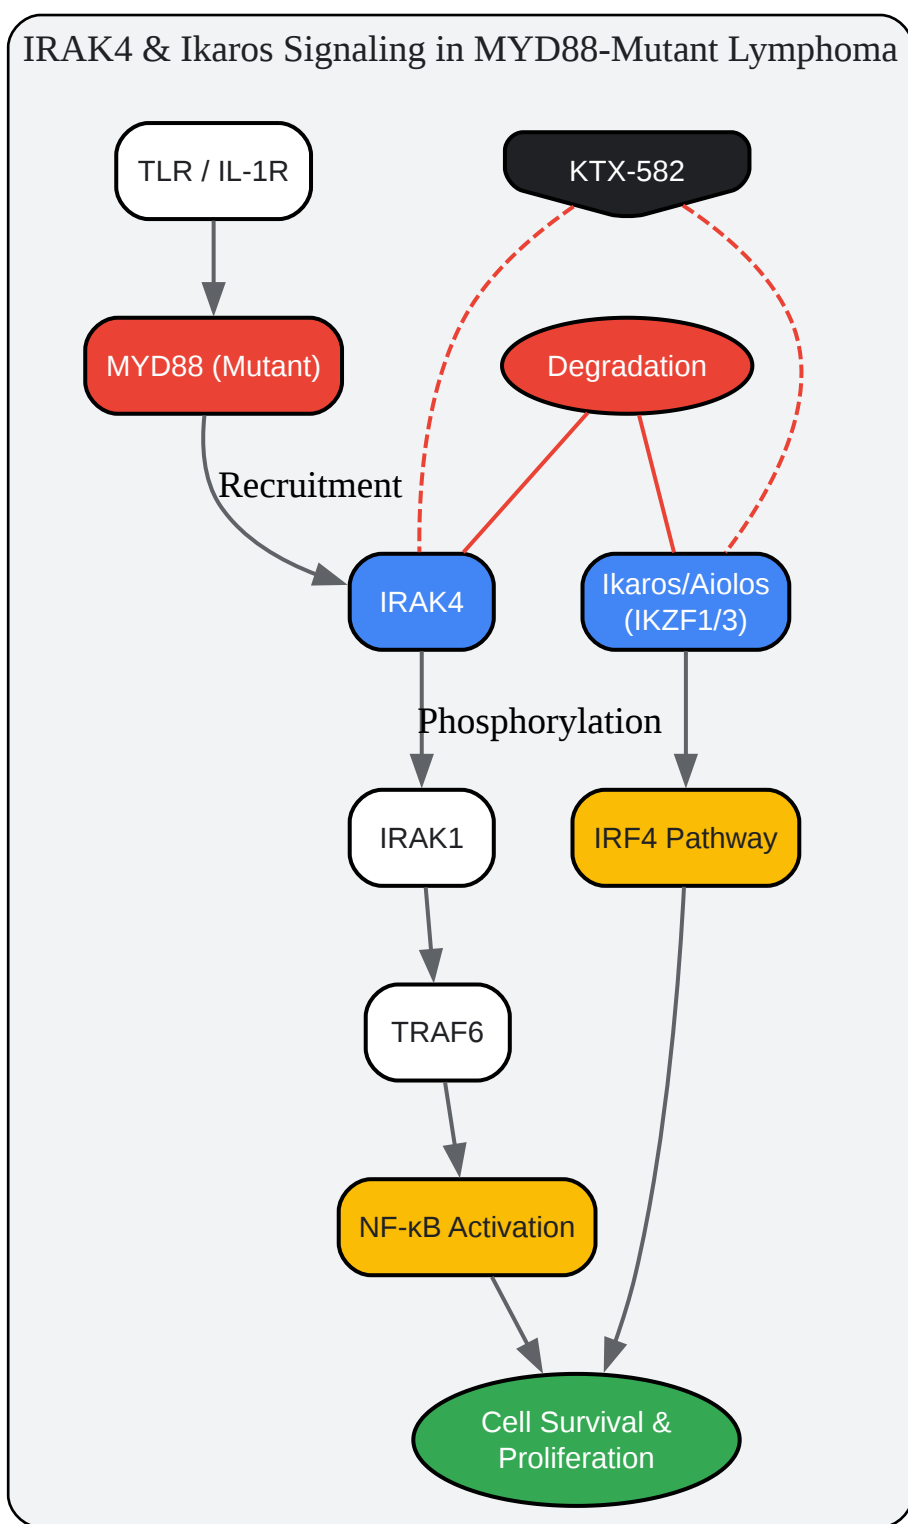 IRAK4 & Ikaros Signaling in MYD88-Mutant Lymphoma
TLR / IL-1R
KTX-582
MYD88 (Mutant)
Degradation
Recruitment
IRAK4
Ikaros/Aiolos
(IKZF1/3)
Phosphorylation
IRAK1
IRF4 Pathway
TRAF6
NF-κB Activation
Cell Survival &
Proliferation